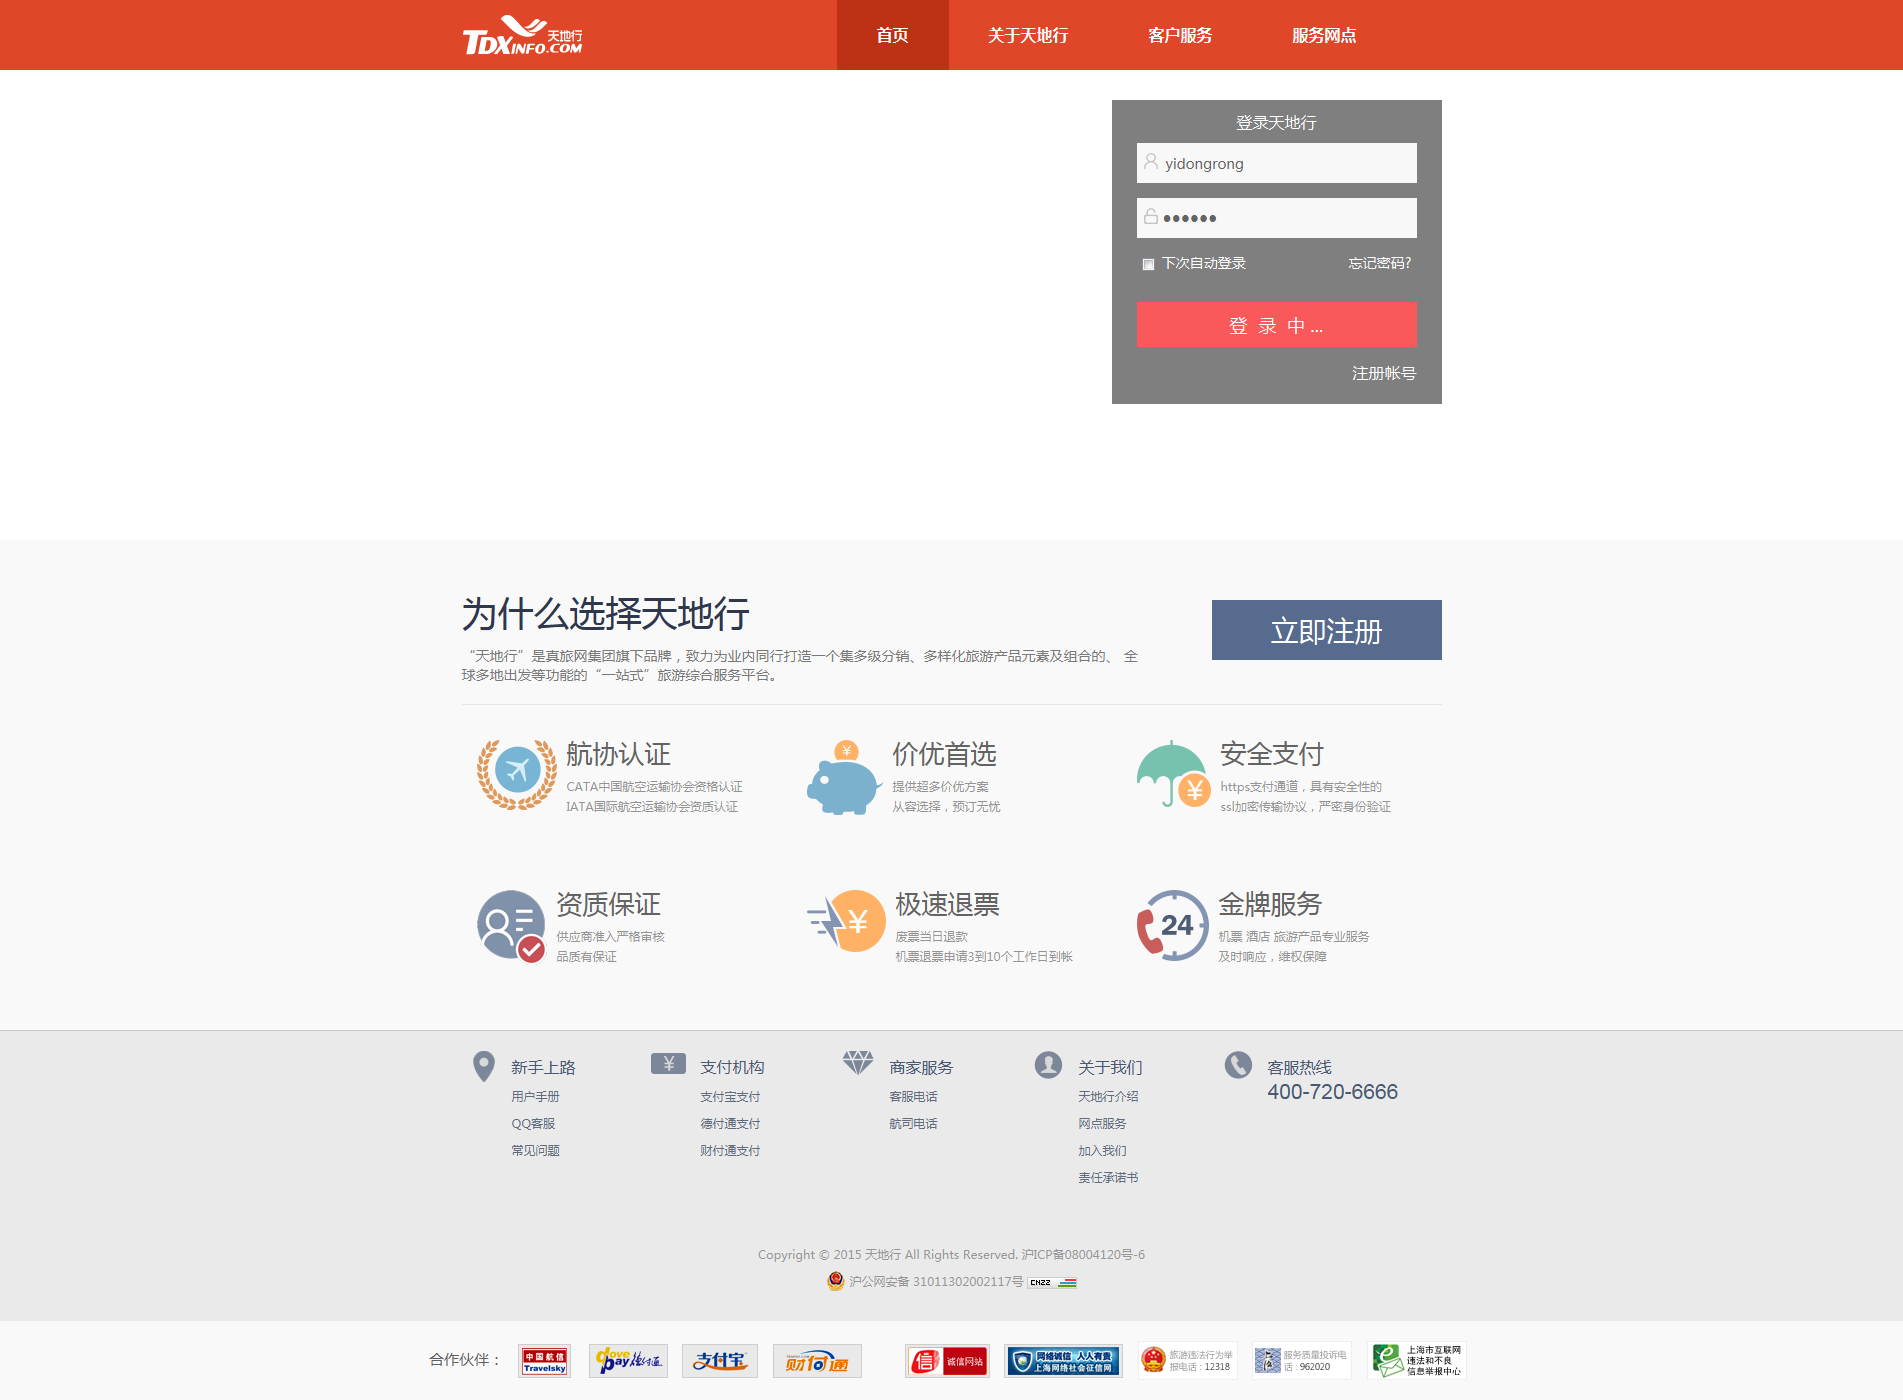 TDXINFO.COM 天地行
首页 关于天地行 客户服务 服务网点
登录天地行
yidongrong
●●●●●●
下次自动登录 忘记密码?
登 录 中 ...
注册帐号
为什么选择天地行
立即注册
“天地行”是真旅网集团旗下品牌，致力为业内同行打造一个集多级分销、多样化旅游产品元素及组合的、 全
球多地出发等功能的“一站式”旅游综合服务平台。
航协认证
CATA中国航空运输协会资格认证
IATA国际航空运输协会资质认证
¥
价优首选
提供超多价优方案
从容选择，预订无忧
¥
安全支付
https支付通道，具有安全性的
ssl加密传输协议，严密身份验证
资质保证
供应商准入严格审核
品质有保证
¥
极速退票
废票当日退款
机票退票申请3到10个工作日到帐
24
金牌服务
机票 酒店 旅游产品专业服务
及时响应，维权保障
新手上路
用户手册
QQ客服
常见问题
¥
支付机构
支付宝支付
德付通支付
财付通支付
商家服务
客服电话
航司电话
关于我们
天地行介绍
网点服务
加入我们
责任承诺书
客服热线
400-720-6666
Copyright © 2015 天地行 All Rights Reserved. 沪ICP备08004120号-6
沪公网安备 31011302002117号 CNZZ
合作伙伴：
中国航信
Travelsky
支付宝
财付通
信 诚信网站
网络诚信 人人有责
上海网络社会征信网
旅游违法行为举
报电话：12318
服务质量投诉电
话：962020
上海市互联网
违法和不良
信息举报中心